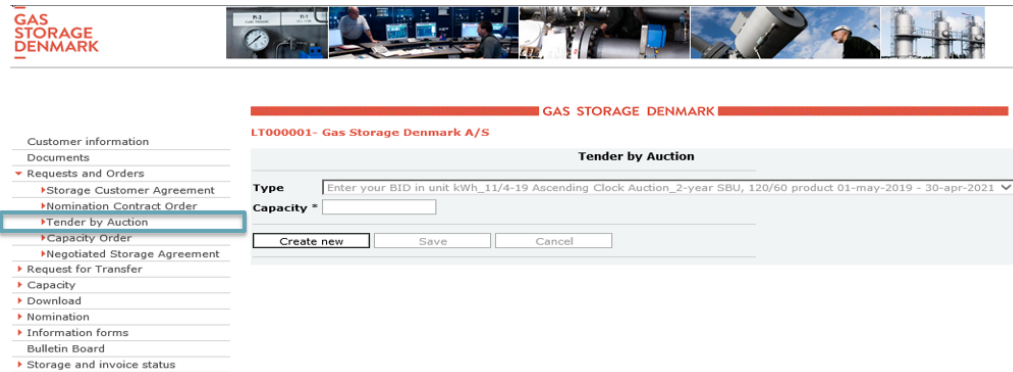 GAS
STORAGE
DENMARK
GAS STORAGE DENMARK
LT000001- Gas Storage Denmark A/S
Tender by Auction
Type Enter your BID in unit kWh_11/4-19 Ascending Clock Auction_2-year SBU, 120/60 product 01-may-2019 - 30-apr-2021
Capacity *
Create new Save Cancel
Customer information
Documents
Requests and Orders
Storage Customer Agreement
Nomination Contract Order
Tender by Auction
Capacity Order
Negotiated Storage Agreement
Request for Transfer
Capacity
Download
Nomination
Information forms
Bulletin Board
Storage and invoice status